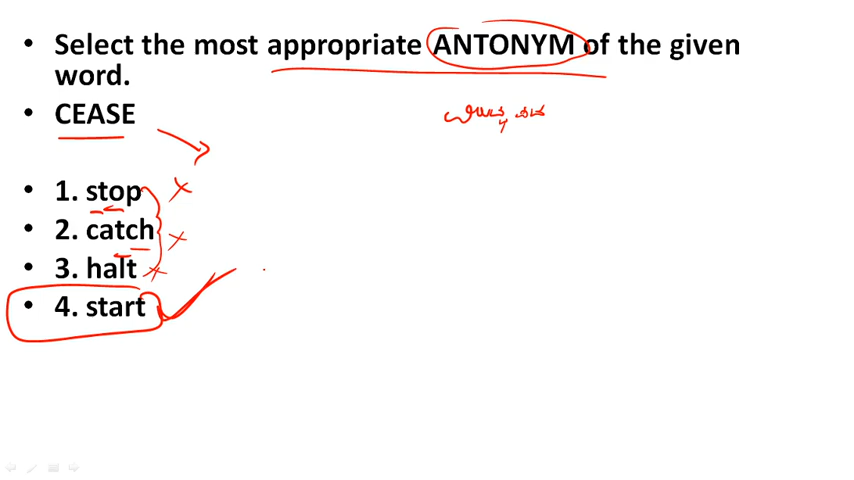 • Select the most appropriate ANTONYM of the given
word.
• CEASE
• 1. stop
• 2. catch
• 3. halt
• 4. start